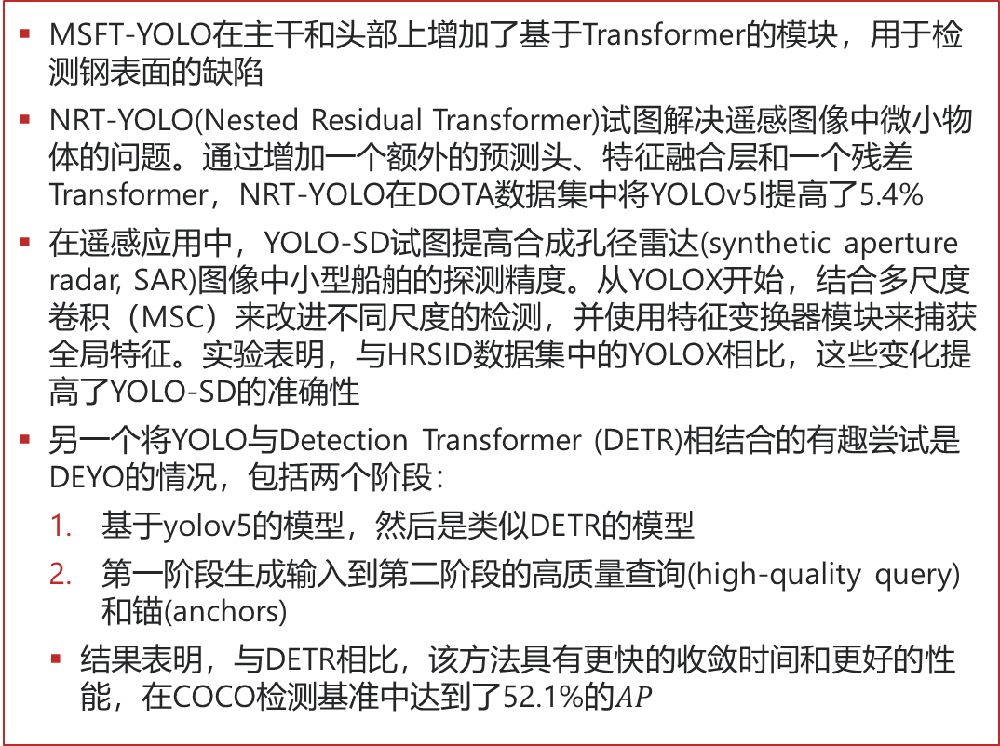 ▪ MSFT-YOLO在主干和头部上增加了基于Transformer的模块，用于检
测钢表面的缺陷
▪ NRT-YOLO(Nested Residual Transformer)试图解决遥感图像中微小物
体的问题。通过增加一个额外的预测头、特征融合层和一个残差
Transformer，NRT-YOLO在DOTA数据集中将YOLOv5l提高了5.4%
▪ 在遥感应用中，YOLO-SD试图提高合成孔径雷达(synthetic aperture
radar, SAR)图像中小型船舶的探测精度。从YOLOX开始，结合多尺度
卷积（MSC）来改进不同尺度的检测，并使用特征变换器模块来捕获
全局特征。实验表明，与HRSID数据集中的YOLOX相比，这些变化提
高了YOLO-SD的准确性
▪ 另一个将YOLO与Detection Transformer (DETR)相结合的有趣尝试是
DEYO的情况，包括两个阶段：
1. 基于yolov5的模型，然后是类似DETR的模型
2. 第一阶段生成输入到第二阶段的高质量查询(high-quality query)
和锚(anchors)
▪ 结果表明，与DETR相比，该方法具有更快的收敛时间和更好的性
能，在COCO检测基准中达到了52.1%的AP